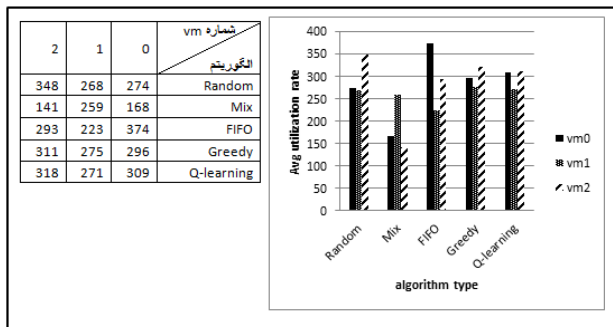 شماره vm
الگوریتم
0 1 2
Random 274 268 348
Mix 168 259 141
FIFO 374 223 293
Greedy 296 275 311
Q-learning 309 271 318
400
350
300
250
200
150
100
50
0
Avg utilization rate
Random Mix FIFO Greedy Q-learning
algorithm type
vm0
vm1
vm2